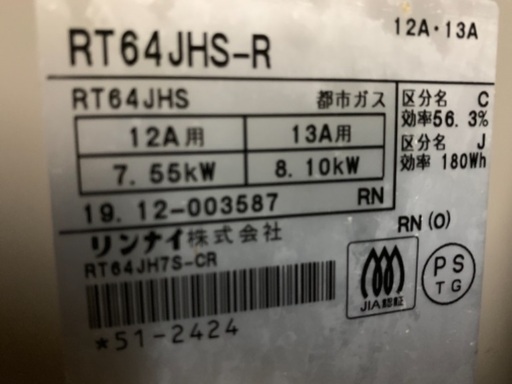 12A・13A
RT64JHS-R
RT64JHS 都市ガス
12A用 13A用
7.55kW 8.10kW
19.12-003587 RN
区分名 C
効率56.3%
区分名 J
効率 180Wh
RN(O)
リンナイ株式会社
RT64JH7S-CR
*51-2424
JIA認証
PS
TG